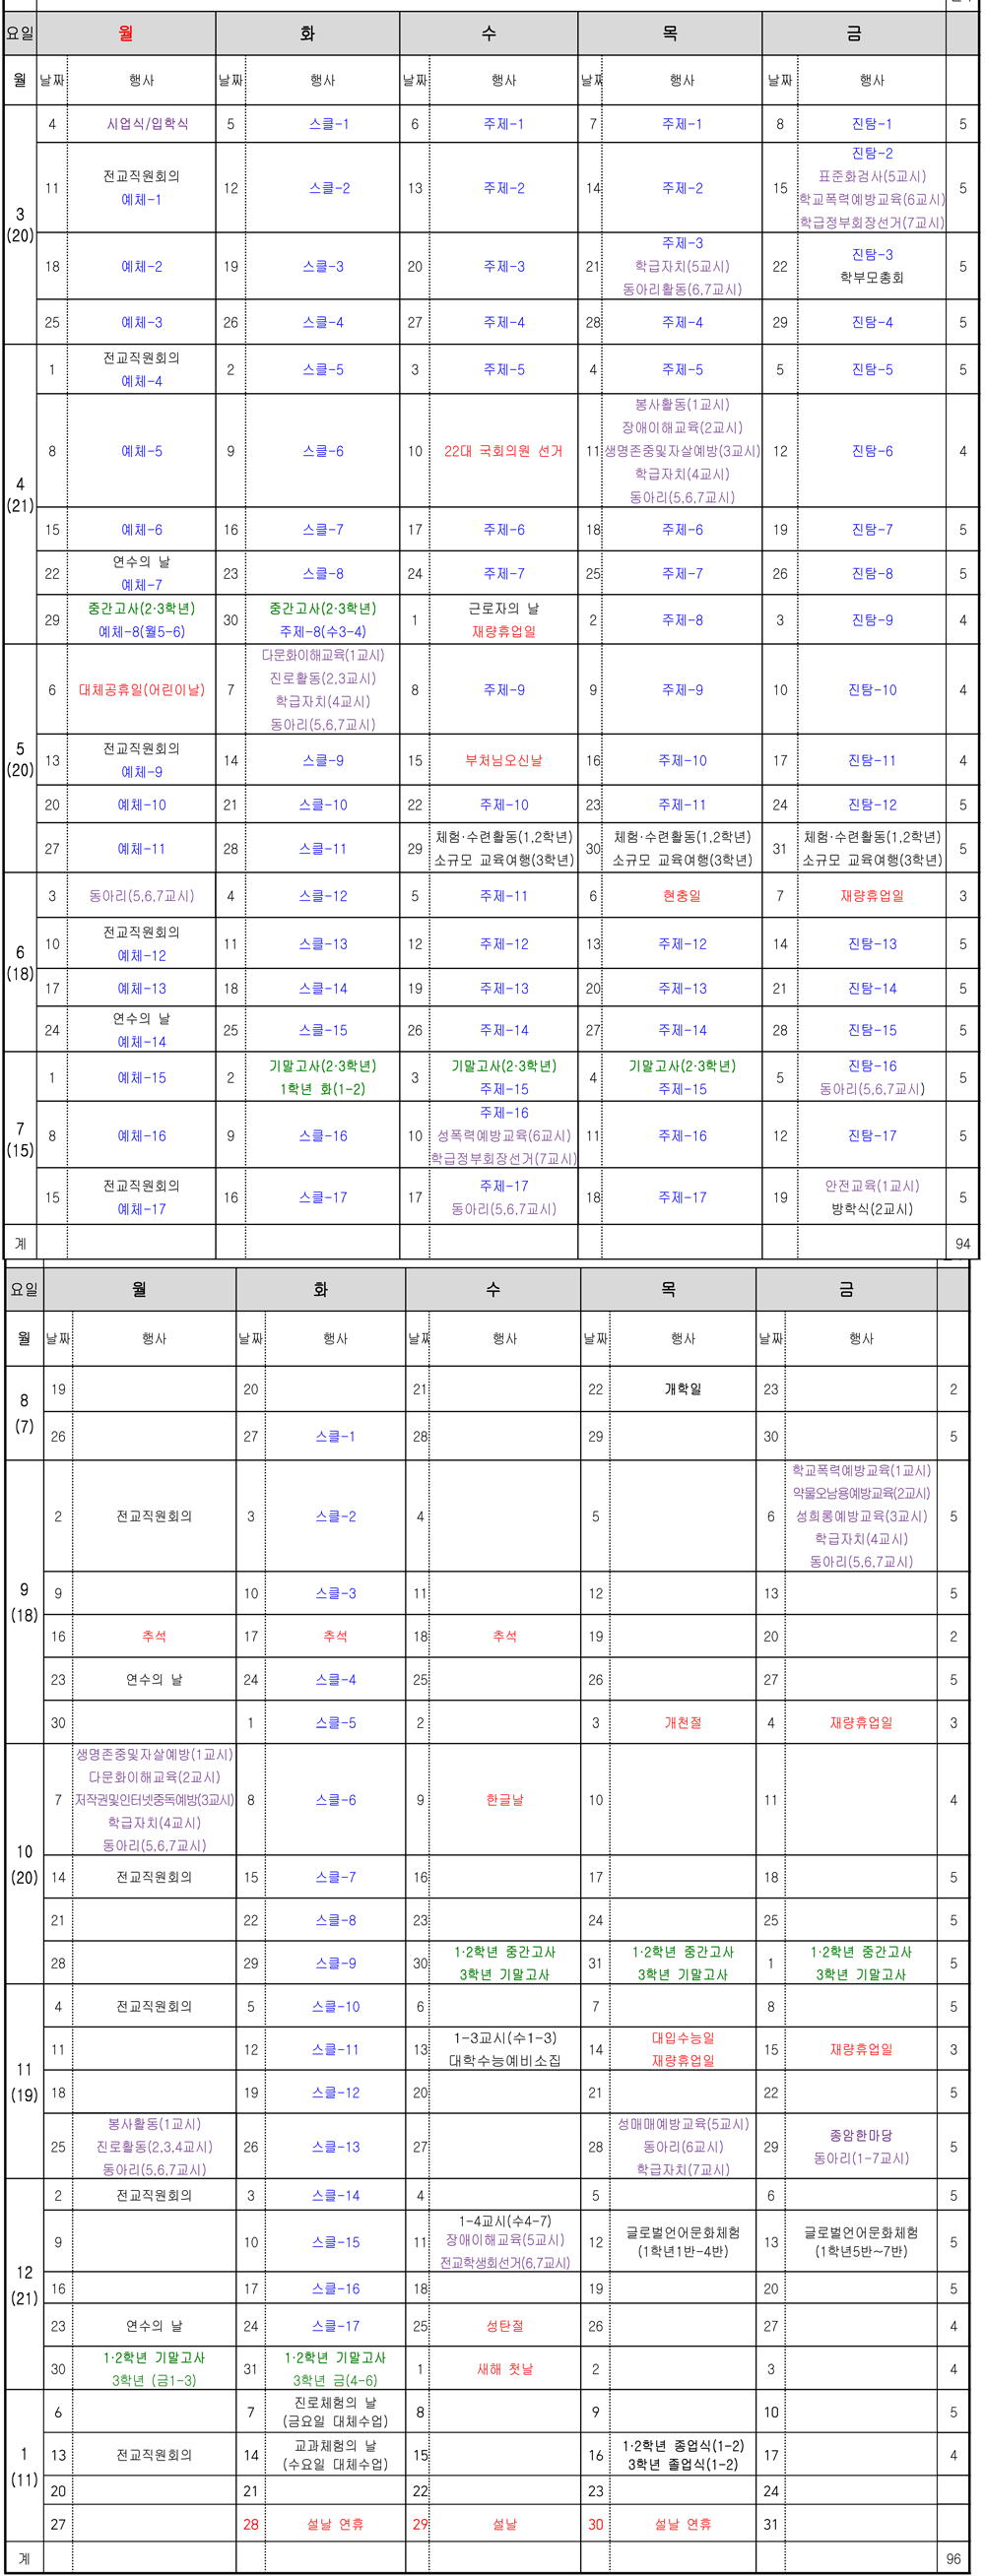 요일 월 화 수 목 금
월 날짜 행사 날짜 행사 날짜 행사 날짜 행사 날짜 행사
3
(20)
4 시업식/입학식 5 스클-1 6 주제-1 7 주제-1 8 진탐-1 5
11 전교직원회의
예체-1
12 스클-2 13 주제-2 14 주제-2 15 진탐-2
표준화검사(5교시)
학교폭력예방교육(6교시)
학급정부회장선거(7교시)
5
18 예체-2 19 스클-3 20 주제-3 21 주제-3
학급자치(5교시)
동아리활동(6,7교시)
22 진탐-3
학부모총회
5
25 예체-3 26 스클-4 27 주제-4 28 주제-4 29 진탐-4 5
4
(21)
1 전교직원회의
예체-4
2 스클-5 3 주제-5 4 주제-5 5 진탐-5 5
8 예체-5 9 스클-6 10 22대 국회의원 선거 11 봉사활동(1교시)
장애이해교육(2교시)
생명존중및자살예방(3교시)
학급자치(4교시)
동아리(5,6,7교시)
12 진탐-6 4
15 예체-6 16 스클-7 17 주제-6 18 주제-6 19 진탐-7 5
22 연수의 날
예체-7
23 스클-8 24 주제-7 25 주제-7 26 진탐-8 5
29 중간고사(2·3학년)
예체-8(월5-6)
30 중간고사(2·3학년)
주제-8(수3-4)
1 근로자의 날
재량휴업일
2 주제-8 3 진탐-9 4
5
(20)
6 대체공휴일(어린이날) 7 다문화이해교육(1교시)
진로활동(2,3교시)
학급자치(4교시)
동아리(5,6,7교시)
8 주제-9 9 주제-9 10 진탐-10 4
13 전교직원회의
예체-9
14 스클-9 15 부처님오신날 16 주제-10 17 진탐-11 4
20 예체-10 21 스클-10 22 주제-10 23 주제-11 24 진탐-12 5
27 예체-11 28 스클-11 29 체험·수련활동(1,2학년)
소규모 교육여행(3학년)
30 체험·수련활동(1,2학년)
소규모 교육여행(3학년)
31 체험·수련활동(1,2학년)
소규모 교육여행(3학년)
5
6
(18)
3 동아리(5,6,7교시) 4 스클-12 5 주제-11 6 현충일 7 재량휴업일 3
10 전교직원회의
예체-12
11 스클-13 12 주제-12 13 주제-12 14 진탐-13 5
17 예체-13 18 스클-14 19 주제-13 20 주제-13 21 진탐-14 5
24 연수의 날
예체-14
25 스클-15 26 주제-14 27 주제-14 28 진탐-15 5
7
(15)
1 예체-15 2 기말고사(2·3학년)
1학년 화(1-2)
3 기말고사(2·3학년)
주제-15
4 기말고사(2·3학년)
주제-15
5 진탐-16
동아리(5,6,7교시)
5
8 예체-16 9 스클-16 10 주제-16
성폭력예방교육(6교시)
학급정부회장선거(7교시)
11 주제-16 12 진탐-17 5
15 전교직원회의
예체-17
16 스클-17 17 주제-17
동아리(5,6,7교시)
18 주제-17 19 안전교육(1교시)
방학식(2교시)
5
계 94
요일 월 화 수 목 금
월 날짜 행사 날짜 행사 날짜 행사 날짜 행사 날짜 행사
8
(7)
19 20 21 22 개학일 23 2
26 27 스클-1 28 29 30 5
9
(18)
2 전교직원회의 3 스클-2 4 5 6 학교폭력예방교육(1교시)
약물오남용예방교육(2교시)
성희롱예방교육(3교시)
학급자치(4교시)
동아리(5,6,7교시)
5
9 10 스클-3 11 12 13 5
16 추석 17 추석 18 추석 19 20 2
23 연수의 날 24 스클-4 25 26 27 5
30 1 스클-5 2 3 개천절 4 재량휴업일 3
10
(20)
7 생명존중및자살예방(1교시)
다문화이해교육(2교시)
저작권및인터넷중독예방(3교시)
학급자치(4교시)
동아리(5,6,7교시)
8 스클-6 9 한글날 10 11 4
14 전교직원회의 15 스클-7 16 17 18 5
21 22 스클-8 23 24 25 5
28 29 스클-9 30 1·2학년 중간고사
3학년 기말고사
31 1·2학년 중간고사
3학년 기말고사
1 1·2학년 중간고사
3학년 기말고사
5
11
(19)
4 전교직원회의 5 스클-10 6 7 8 5
11 12 스클-11 13 1-3교시(수1-3)
대학수능예비소집
14 대입수능일
재량휴업일
15 재량휴업일 3
18 19 스클-12 20 21 22 5
25 봉사활동(1교시)
진로활동(2,3,4교시)
동아리(5,6,7교시)
26 스클-13 27 28 성매매예방교육(5교시)
동아리(6교시)
학급자치(7교시)
29 종암한마당
동아리(1-7교시)
5
12
(21)
2 전교직원회의 3 스클-14 4 5 6 5
9 10 스클-15 11 1-4교시(수4-7)
장애이해교육(5교시)
전교학생회선거(6,7교시)
12 글로벌언어문화체험
(1학년1반-4반)
13 글로벌언어문화체험
(1학년5반~7반)
5
16 17 스클-16 18 19 20 5
23 연수의 날 24 스클-17 25 성탄절 26 27 4
30 1·2학년 기말고사
3학년 (금1-3)
31 1·2학년 기말고사
3학년 금(4-6)
1 새해 첫날 2 3 4
1
(11)
6 7 진로체험의 날
(금요일 대체수업)
8 9 10 5
13 전교직원회의 14 교과체험의 날
(수요일 대체수업)
15 16 1·2학년 종업식(1-2)
3학년 졸업식(1-2)
17 4
20 21 22 23 24
27 28 설날 연휴 29 설날 30 설날 연휴 31
계 96